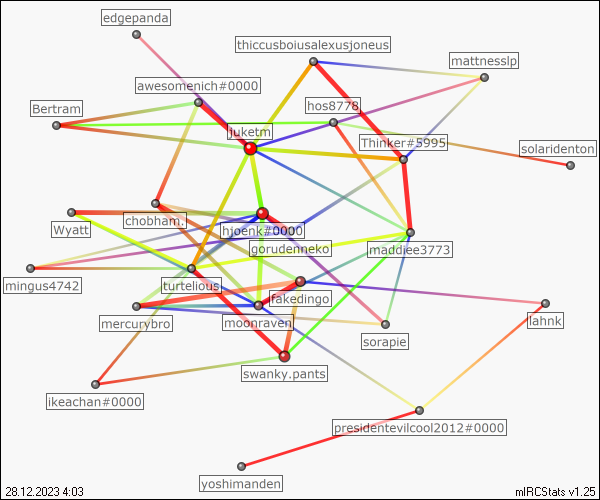 edgepanda
thiccusboiusalexusjoneus
mattnesslp
awesomenich#0000
hos8778
Bertram
juketm
Thinker#5995
solaridenton
chobham.
Wyatt
hjoenk#0000
gorudenneko
maddiee3773
mingus4742
turtelious
fakedingo
mercurybro
moonraven
lahnk
sorapie
swanky.pants
ikeachan#0000
presidentevilcool2012#0000
yoshimanden
28.12.2023 4:03
mIRCStats v1.25